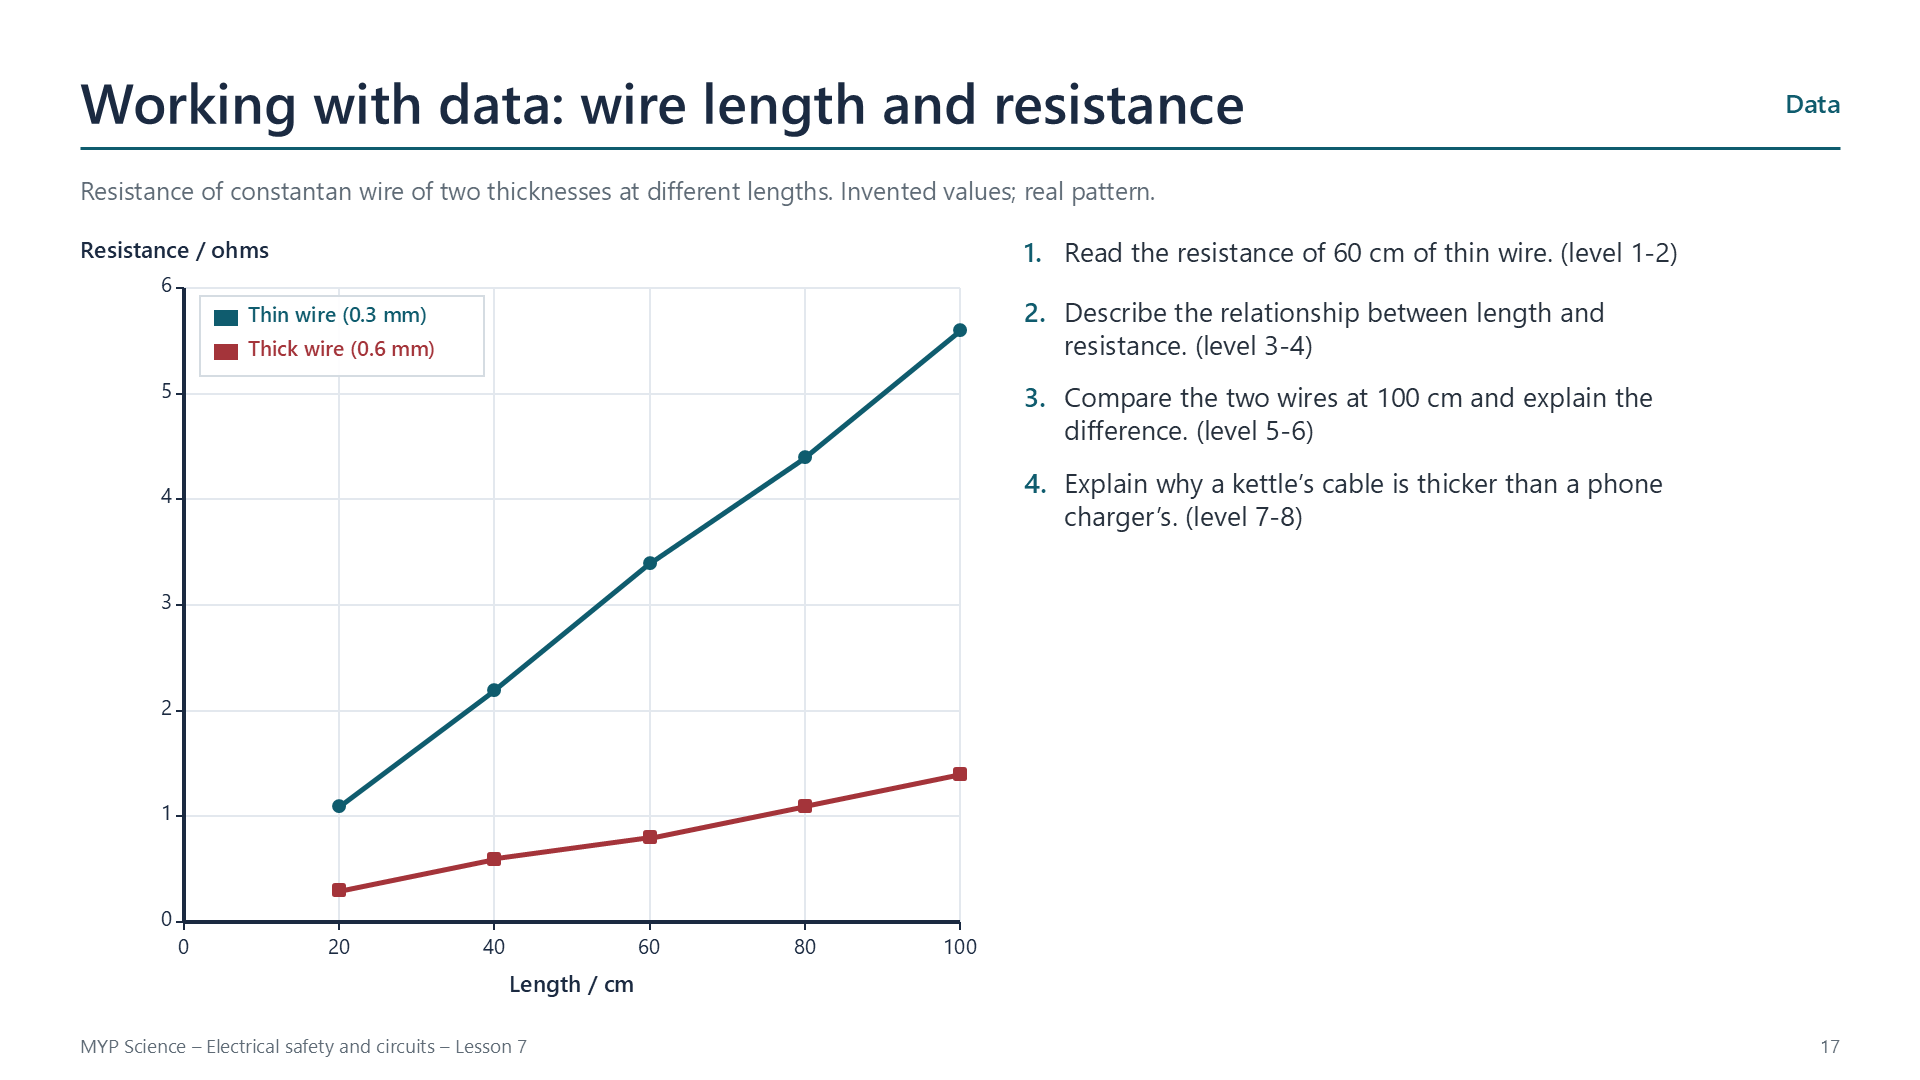 Working with data: wire length and resistance
Data
Resistance of constantan wire of two thicknesses at different lengths. Invented values; real pattern.
Resistance / ohms
6
5
4
3
2
1
0
Thin wire (0.3 mm)
Thick wire (0.6 mm)
0 20 40 60 80 100
Length / cm
1. Read the resistance of 60 cm of thin wire. (level 1-2)
2. Describe the relationship between length and
resistance. (level 3-4)
3. Compare the two wires at 100 cm and explain the
difference. (level 5-6)
4. Explain why a kettle’s cable is thicker than a phone
charger’s. (level 7-8)
MYP Science – Electrical safety and circuits – Lesson 7
17